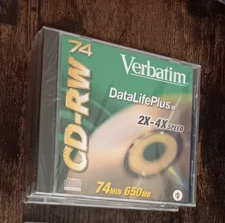 CD-RW 74
Verbatim.
DataLifePlus
2X-4X SPEED
74MIN 650MB